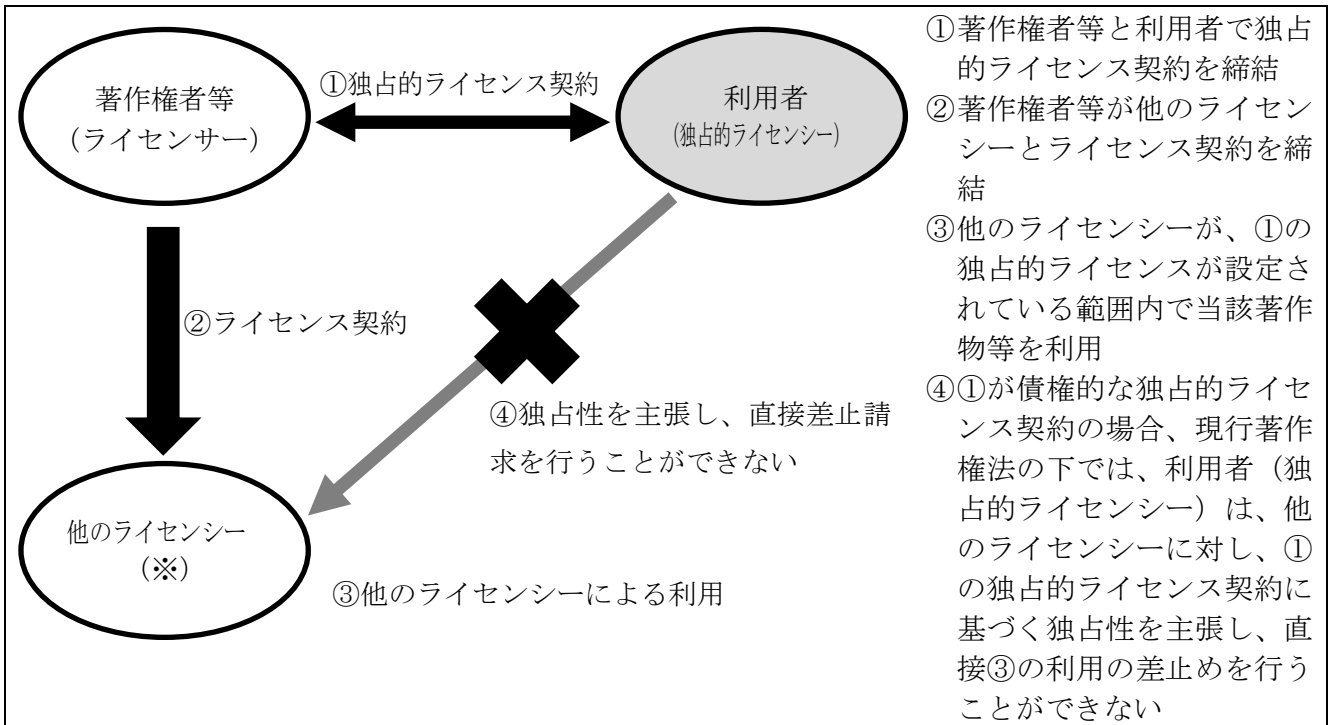 著作権者等
(ライセンサー)
①独占的ライセンス契約
利用者
(独占的ライセンシー)
②ライセンス契約
④独占性を主張し、直接差止請
求を行うことができない
他のライセンシー
(※)
③他のライセンシーによる利用
①著作権者等と利用者で独占
的ライセンス契約を締結
②著作権者等が他のライセン
シーとライセンス契約を締
結
③他のライセンシーが、①の
独占的ライセンスが設定さ
れている範囲内で当該著作
物等を利用
④①が債権的な独占的ライセ
ンス契約の場合、現行著作
権法の下では、利用者（独
占的ライセンシー）は、他
のライセンシーに対し、①
の独占的ライセンス契約に
基づく独占性を主張し、直
接③の利用の差止めを行う
ことができない